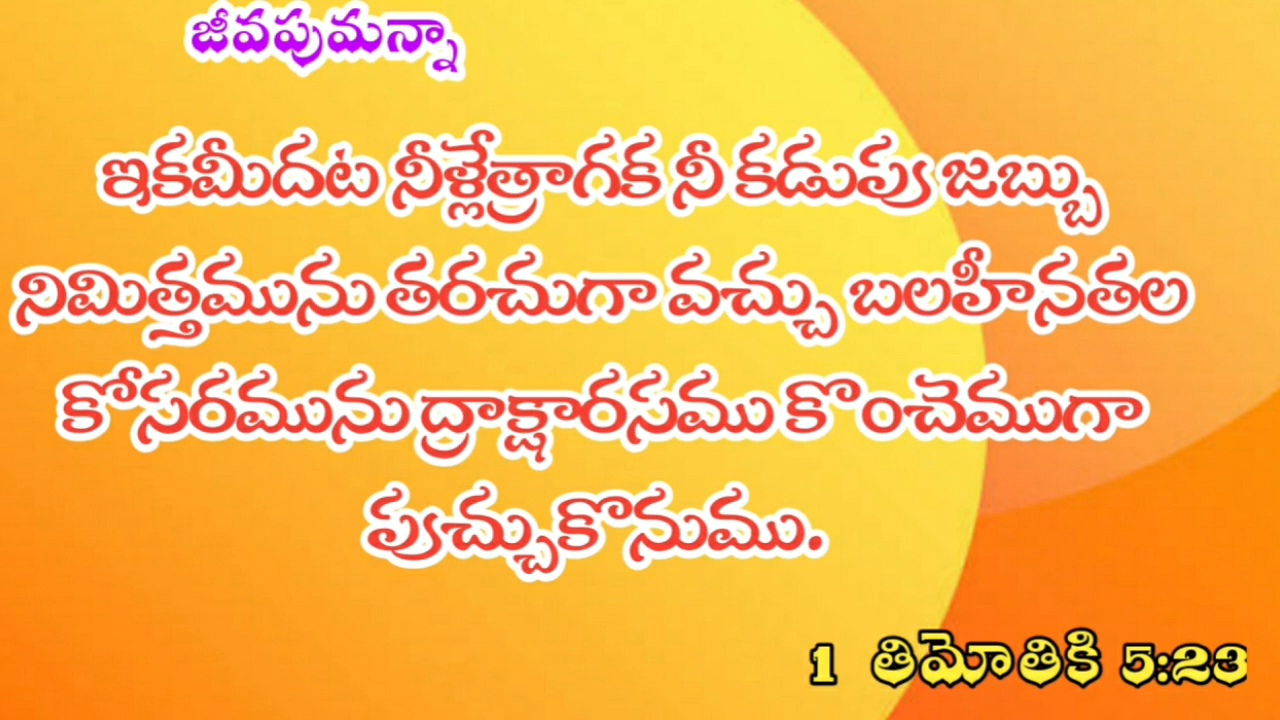 జీవపుమన్నా
ఇకమీదట నీళ్లేత్రాగక నీ కడుపు జబ్బు
నిమిత్తమును తరచుగా వచ్చు బలహీనతల
కోసరమును ద్రాక్షారసము కొంచెముగా
పుచ్చుకొనుము.
1 తిమోతికి 5:23